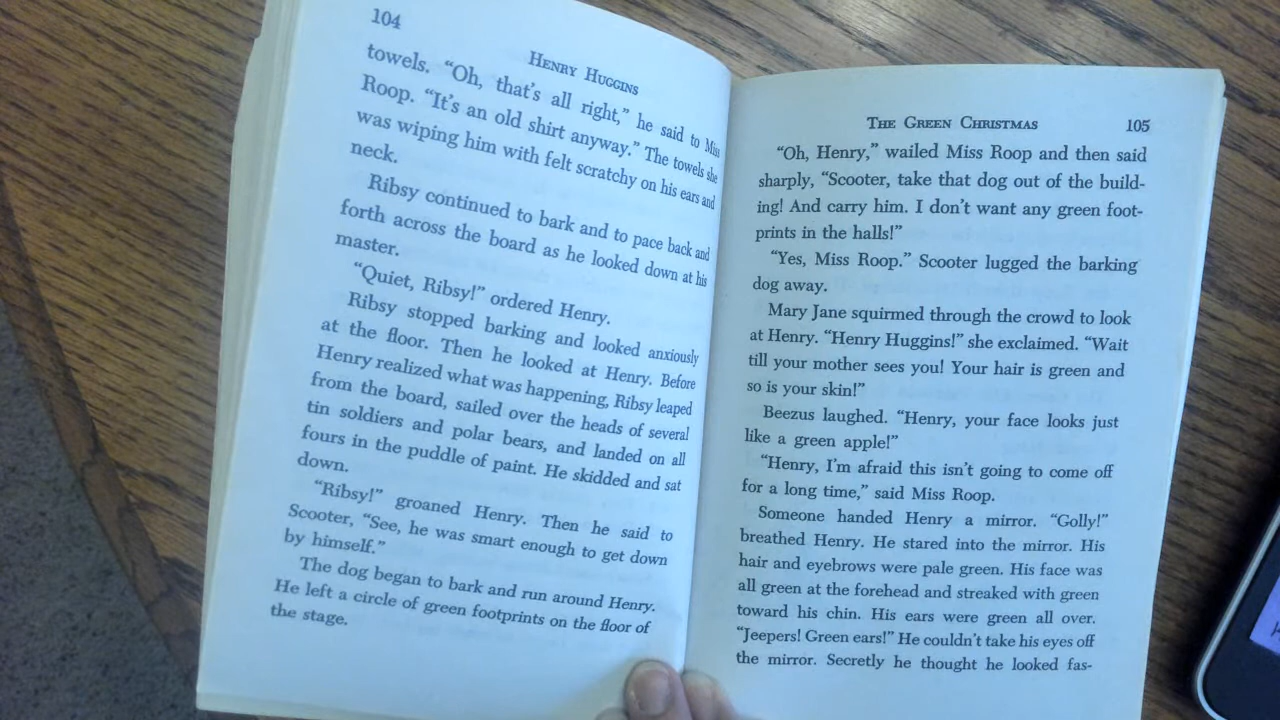 104
HENRY HUGGINS
towels. “Oh, that’s all right,” he said to Miss
Roop. “It’s an old shirt anyway.” The towels she
was wiping him with felt scratchy on his ears and
neck.
Ribsy continued to bark and to pace back and
forth across the board as he looked down at his
master.
“Quiet, Ribsy!” ordered Henry.
Ribsy stopped barking and looked anxiously
at the floor. Then he looked at Henry. Before
Henry realized what was happening, Ribsy leaped
from the board, sailed over the heads of several
tin soldiers and polar bears, and landed on all
fours in the puddle of paint. He skidded and sat
down.
“Ribsy!” groaned Henry. Then he said to
Scooter, “See, he was smart enough to get down
by himself.”
The dog began to bark and run around Henry.
He left a circle of green footprints on the floor of
the stage.
THE GREEN CHRISTMAS 105
“Oh, Henry,” wailed Miss Roop and then said
sharply, “Scooter, take that dog out of the build-
ing! And carry him. I don’t want any green foot-
prints in the halls!”
“Yes, Miss Roop.” Scooter lugged the barking
dog away.
Mary Jane squirmed through the crowd to look
at Henry. “Henry Huggins!” she exclaimed. “Wait
till your mother sees you! Your hair is green and
so is your skin!”
Beezus laughed. “Henry, your face looks just
like a green apple!”
“Henry, I’m afraid this isn’t going to come off
for a long time,” said Miss Roop.
Someone handed Henry a mirror. “Golly!”
breathed Henry. He stared into the mirror. His
hair and eyebrows were pale green. His face was
all green at the forehead and streaked with green
toward his chin. His ears were green all over.
“Jeepers! Green ears!” He couldn’t take his eyes off
the mirror. Secretly he thought he looked fas-